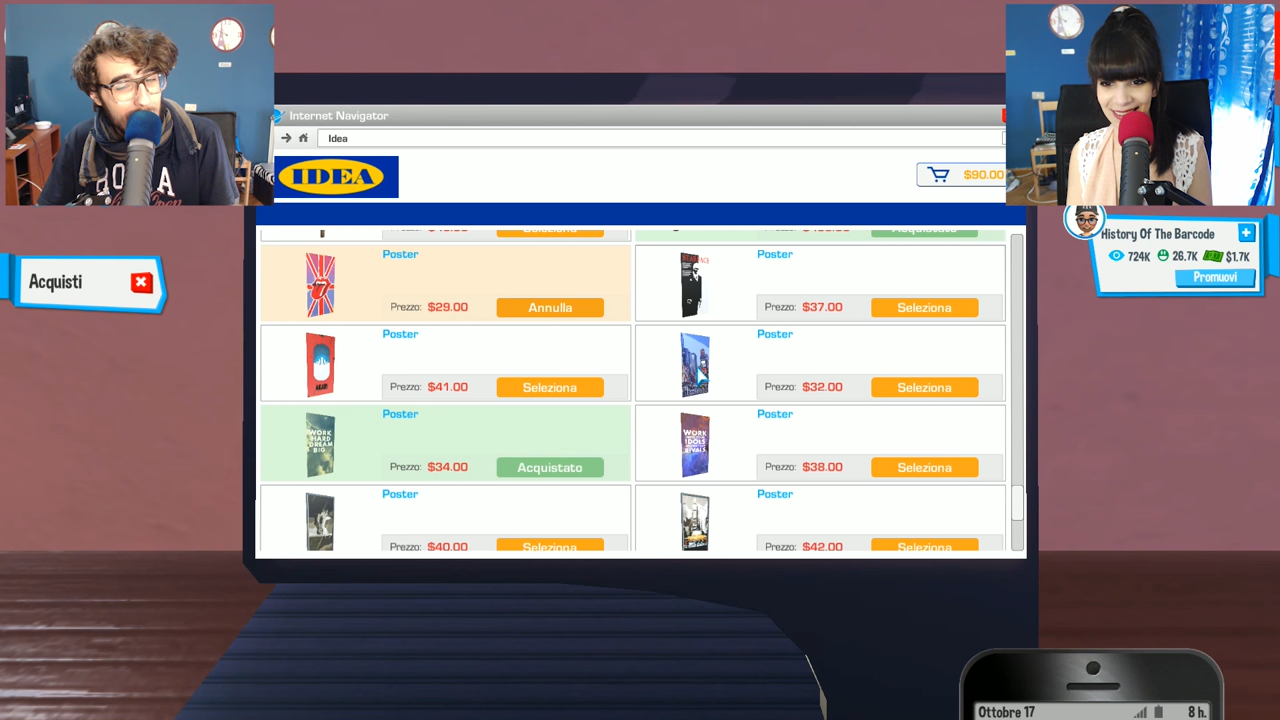 Internet Navigator
Idea
IDEA
$90.00
Poster
Prezzo: $29.00
Annulla
Poster
Prezzo: $37.00
Seleziona
Poster
Prezzo: $41.00
Seleziona
Poster
Prezzo: $32.00
Seleziona
WORK
HARD
DREAM
BIG
Poster
Prezzo: $34.00
Acquistato
WORK
IDOLS
RIVALS
Poster
Prezzo: $38.00
Seleziona
Poster
Prezzo: $40.00
Seleziona
Poster
Prezzo: $42.00
Seleziona
Acquisti
History Of The Barcode
724K
26.7K
$1.7K
Promuovi
Ottobre 17
8 h.